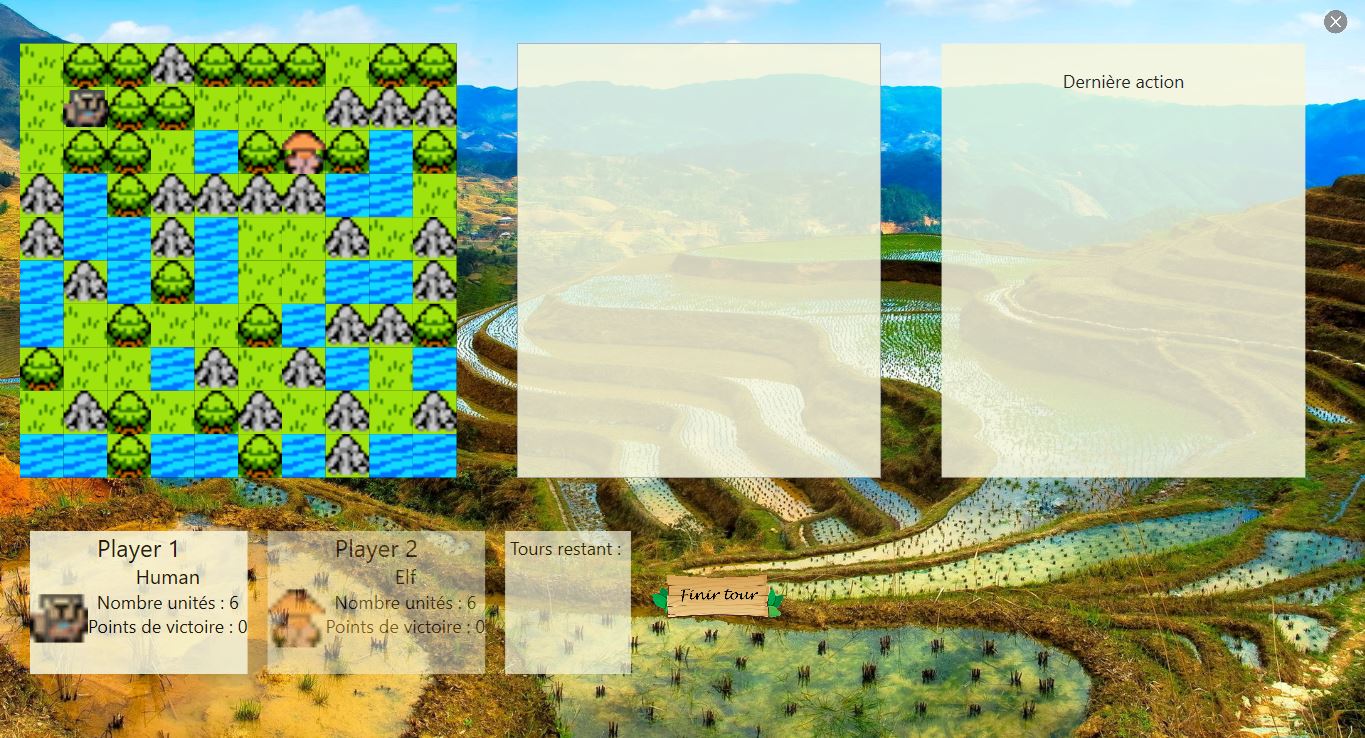 Dernière action
Player 1
Human
Nombre unités : 6
Points de victoire : 0
Player 2
Elf
Nombre unités : 6
Points de victoire : 0
Tours restant :
Finir tour